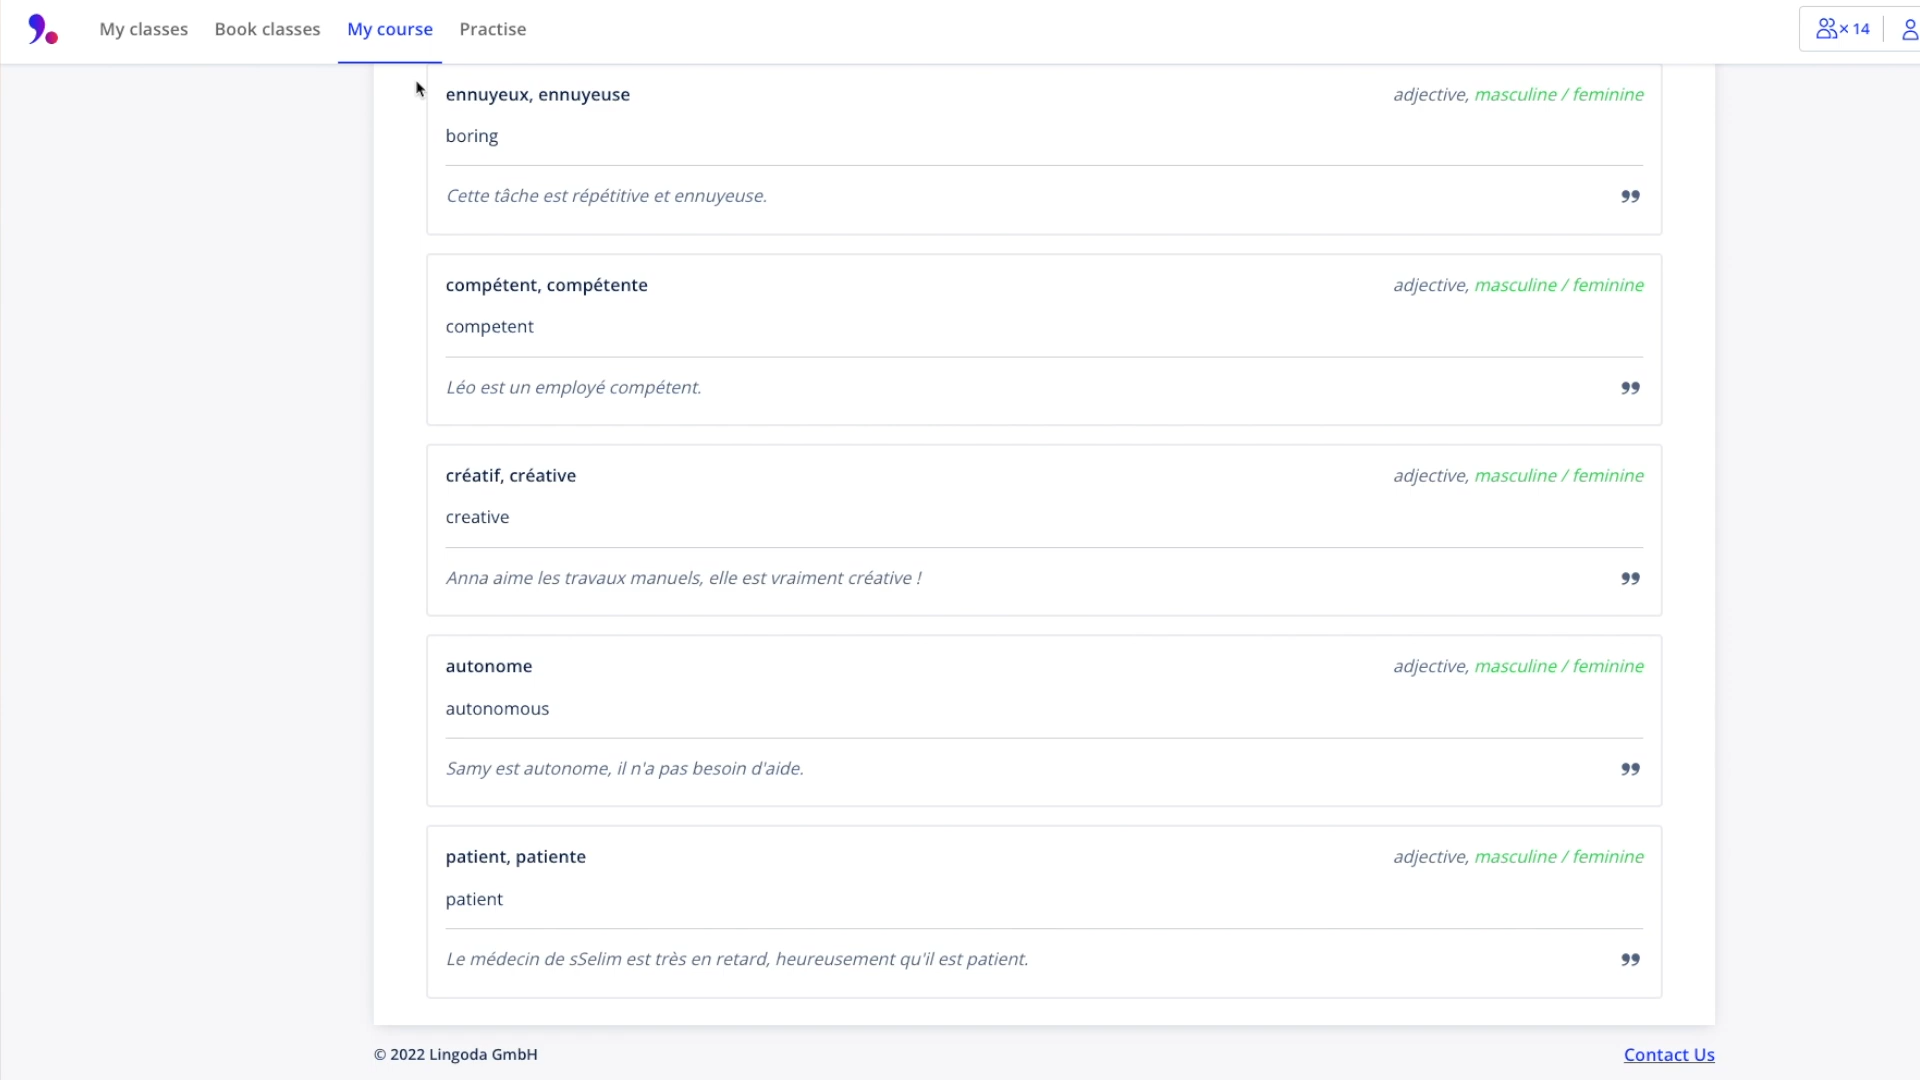 My classes Book classes My course Practise × 14
ennuyeux, ennuyeuse adjective, masculine / feminine
boring
Cette tâche est répétitive et ennuyeuse.
compétent, compétente adjective, masculine / feminine
competent
Léo est un employé compétent.
créatif, créative adjective, masculine / feminine
creative
Anna aime les travaux manuels, elle est vraiment créative !
autonome adjective, masculine / feminine
autonomous
Samy est autonome, il n'a pas besoin d'aide.
patient, patiente adjective, masculine / feminine
patient
Le médecin de sSelim est très en retard, heureusement qu'il est patient.
© 2022 Lingoda GmbH Contact Us